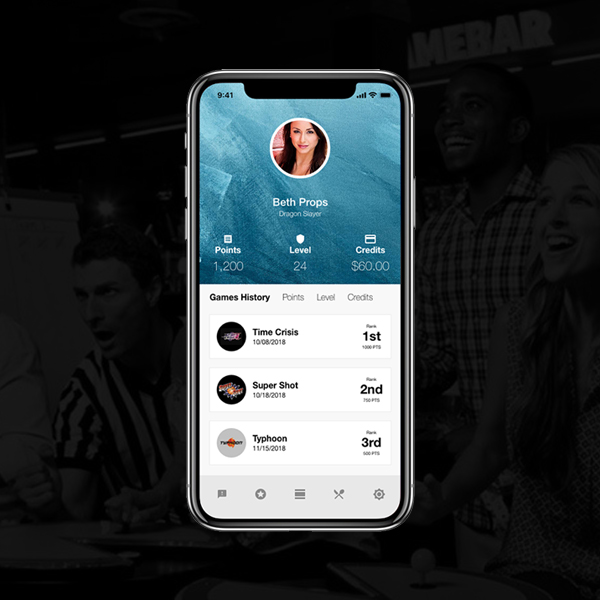 GAMEBAR
9:41
Beth Props
Dragon Slayer
Points
Level
Credits
1,200
24
$60.00
Games History Points Level Credits
Time Crisis
10/08/2018
Rank
1st
1000 PTS
Super Shot
10/18/2018
Rank
2nd
750 PTS
TYPHOON
Typhoon
11/15/2018
Rank
3rd
500 PTS